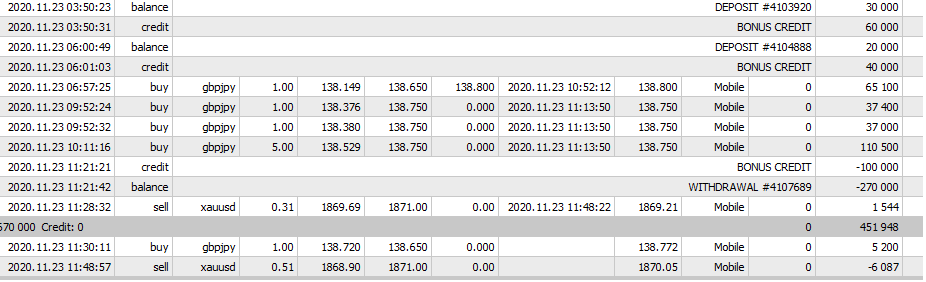 2020.11.23 03:50:23 balance DEPOSIT #4103920 30 000
2020.11.23 03:50:31 credit BONUS CREDIT 60 000
2020.11.23 06:00:49 balance DEPOSIT #4104888 20 000
2020.11.23 06:01:03 credit BONUS CREDIT 40 000
2020.11.23 06:57:25 buy gbpjpy 1.00 138.149 138.650 138.800 2020.11.23 10:52:12 138.800 Mobile 0 65 100
2020.11.23 09:52:24 buy gbpjpy 1.00 138.376 138.750 0.000 2020.11.23 11:13:50 138.750 Mobile 0 37 400
2020.11.23 09:52:32 buy gbpjpy 1.00 138.380 138.750 0.000 2020.11.23 11:13:50 138.750 Mobile 0 37 000
2020.11.23 10:11:16 buy gbpjpy 5.00 138.529 138.750 0.000 2020.11.23 11:13:50 138.750 Mobile 0 110 500
2020.11.23 11:21:21 credit BONUS CREDIT -100 000
2020.11.23 11:21:42 balance WITHDRAWAL #4107689 -270 000
2020.11.23 11:28:32 sell xauusd 0.31 1869.69 1871.00 0.00 2020.11.23 11:48:22 1869.21 Mobile 0 1 544
570 000 Credit: 0 0 451 948
2020.11.23 11:30:11 buy gbpjpy 1.00 138.720 138.650 0.000 138.772 Mobile 0 5 200
2020.11.23 11:48:57 sell xauusd 0.51 1868.90 1871.00 0.00 1870.05 Mobile 0 -6 087